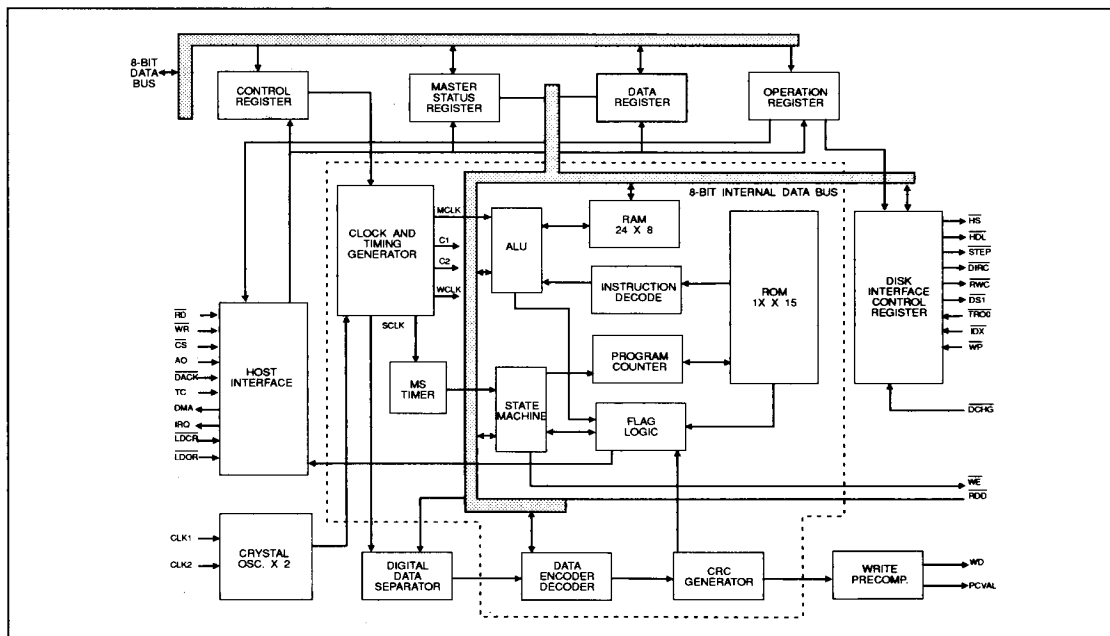 8-BIT
DATA
BUS
CONTROL
REGISTER
MASTER
STATUS
REGISTER
DATA
REGISTER
OPERATION
REGISTER
8-BIT INTERNAL DATA BUS
CLOCK AND
TIMING
GENERATOR
MCLK
C1
C2
WCLK
SCLK
ALU
RAM
24 X 8
INSTRUCTION
DECODE
PROGRAM
COUNTER
ROM
1X X 15
FLAG
LOGIC
STATE
MACHINE
MS
TIMER
DISK
INTERFACE
CONTROL
REGISTER
HS
HDL
STEP
DIRC
RWC
DS1
TR00
IDX
WP
DCHG
WE
RDD
RD
WR
CS
AO
DACK
TC
DMA
IRQ
LDCR
LDOR
HOST
INTERFACE
CLK1
CLK2
CRYSTAL
OSC. X 2
DIGITAL
DATA
SEPARATOR
DATA
ENCODER
DECODER
CRC
GENERATOR
WRITE
PRECOMP.
WD
PCVAL